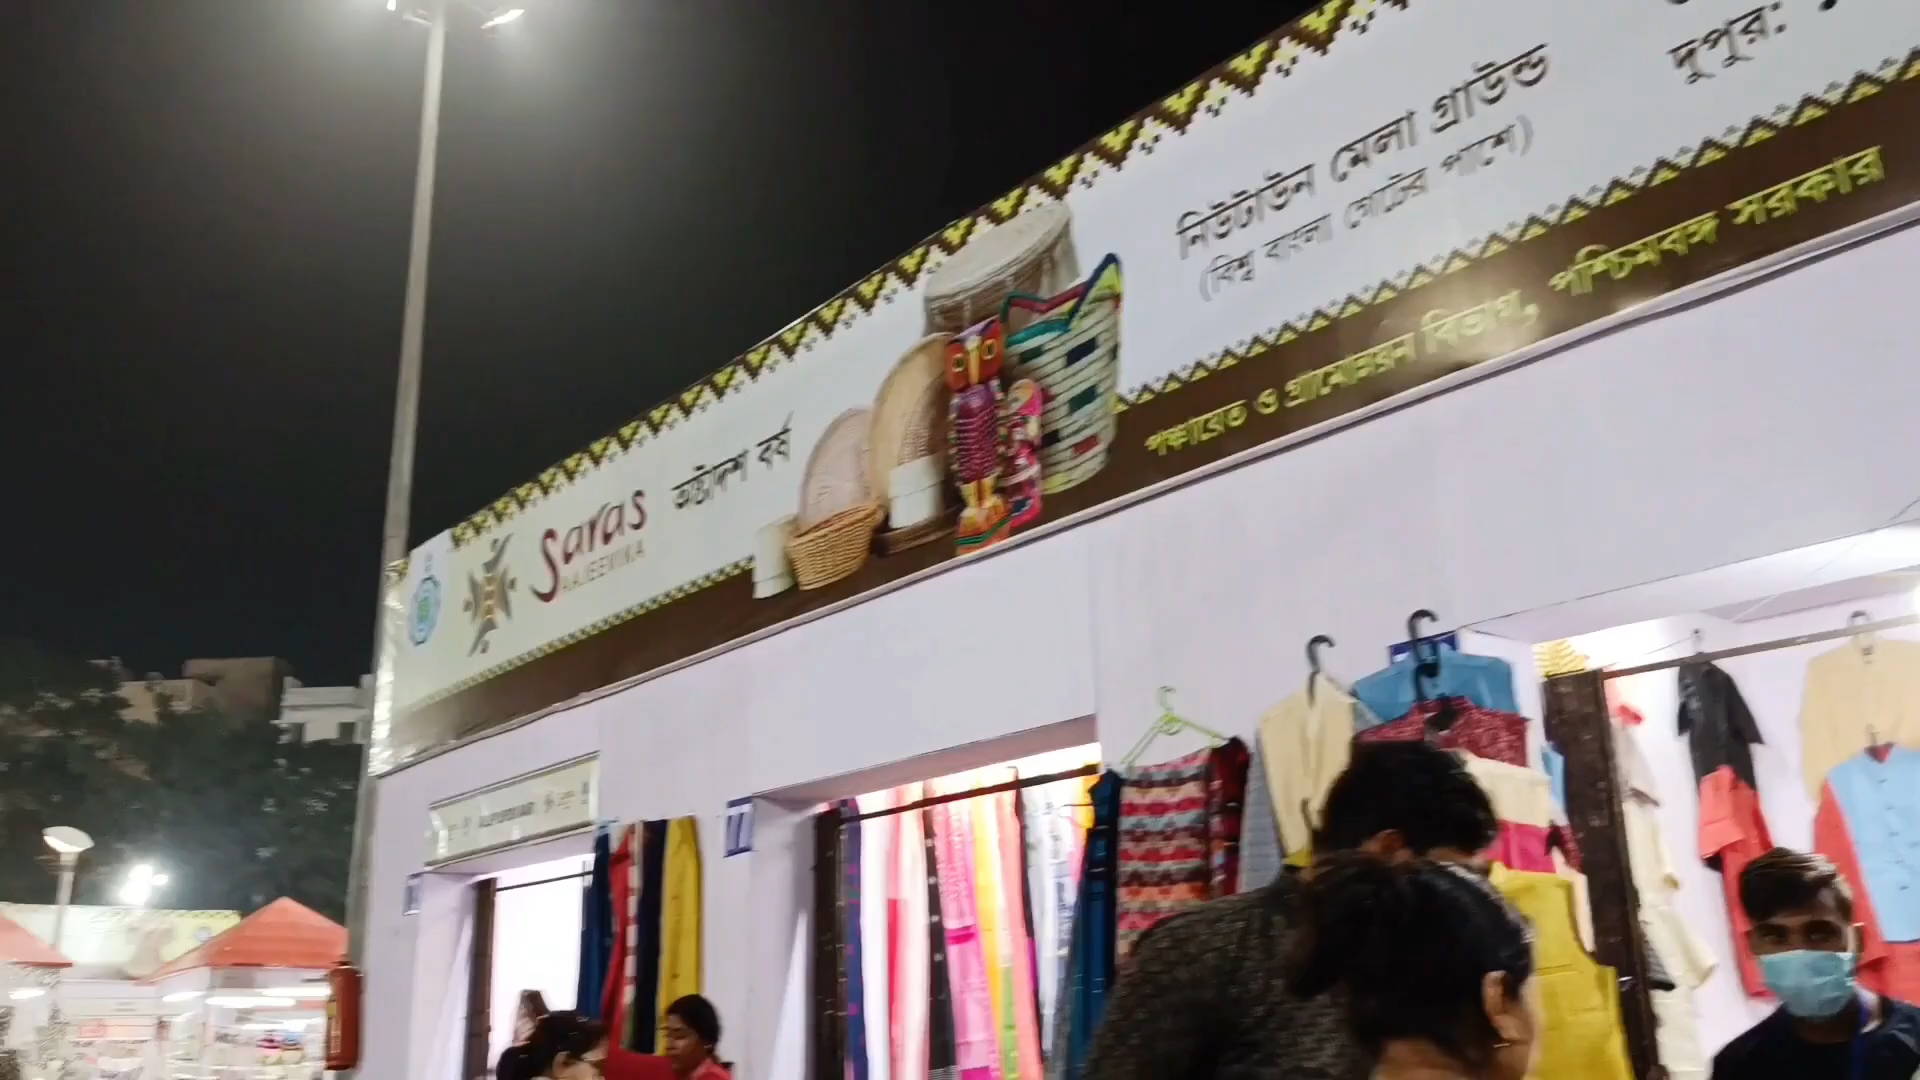 Saras
AAJEEVIKA
অষ্টাদশ বর্ষ
নিউটাউন মেলা গ্রাউন্ড
(বিশ্ব বাংলা গেটের পাশে)
দুপুর:
পঞ্চায়েত ও গ্রামোন্নয়ন বিভাগ, পশ্চিমবঙ্গ সরকার